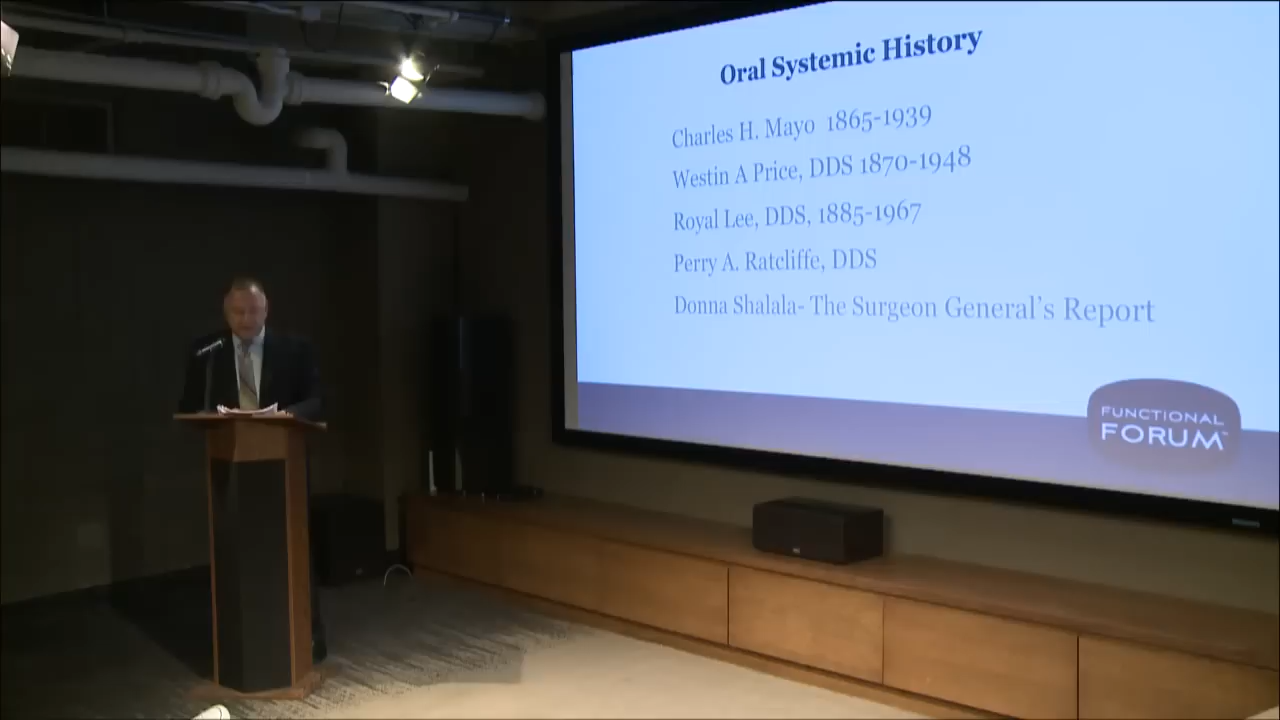 Oral Systemic History
Charles H. Mayo 1865-1939
Westin A Price, DDS 1870-1948
Royal Lee, DDS, 1885-1967
Perry A. Ratcliffe, DDS
Donna Shalala- The Surgeon General's Report
FUNCTIONAL
FORUM